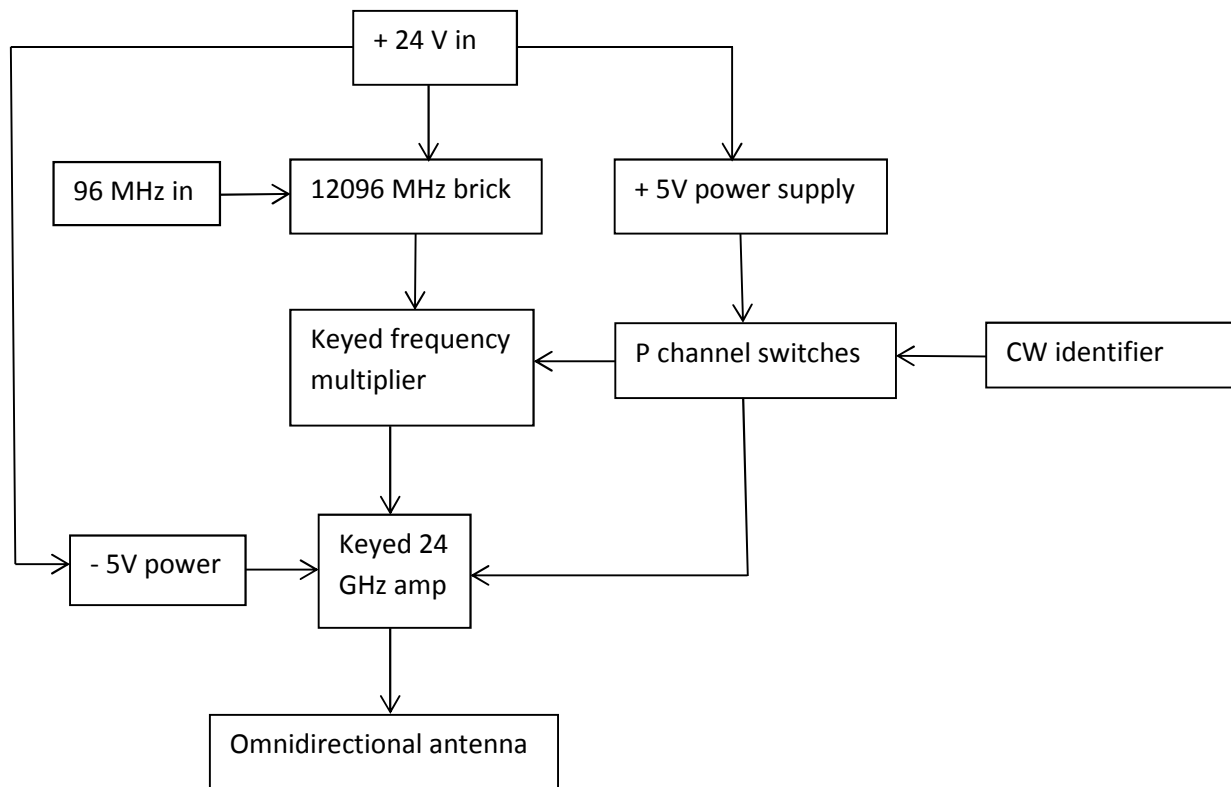 + 24 V in
96 MHz in
12096 MHz brick
+ 5V power supply
Keyed frequency
multiplier
P channel switches
CW identifier
- 5V power
Keyed 24
GHz amp
Omnidirectional antenna